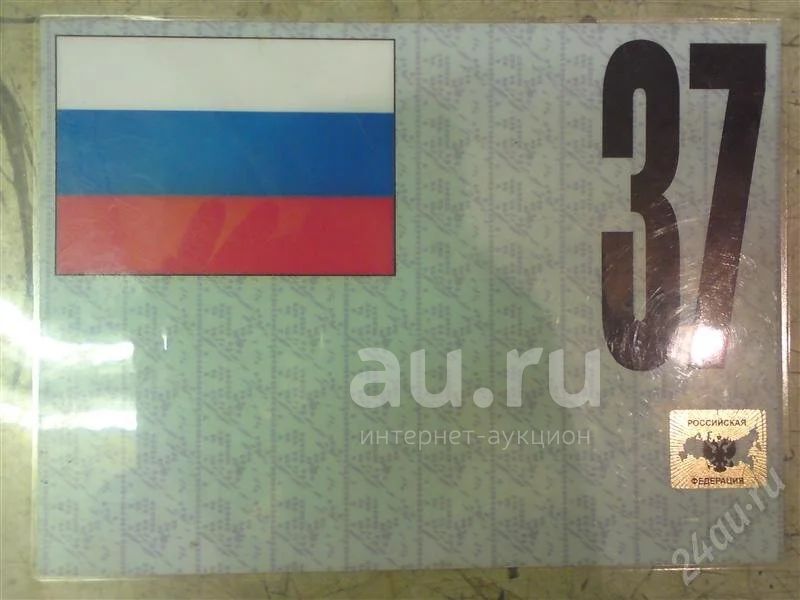 37
au.ru
интернет-аукцион
РОССИЙСКАЯ
ФЕДЕРАЦИЯ
24au.ru